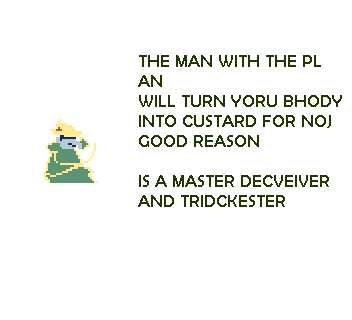 THE MAN WITH THE PL
AN
WILL TURN YORU BHODY
INTO CUSTARD FOR NOJ
GOOD REASON
IS A MASTER DECVEIVER
AND TRIDCKESTER